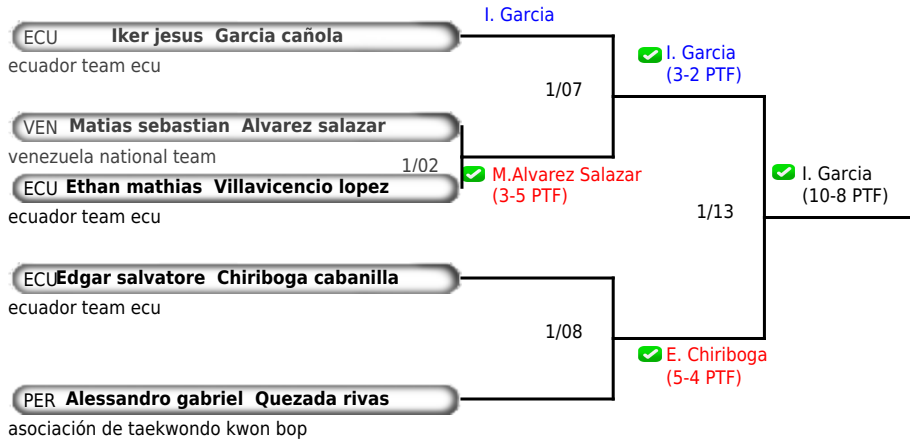 I. Garcia
ECU Iker jesus Garcia cañola
ecuador team ecu
I. Garcia
(3-2 PTF)
1/07
VEN Matias sebastian Alvarez salazar
venezuela national team
1/02
M.Alvarez Salazar
(3-5 PTF)
I. Garcia
(10-8 PTF)
ECU Ethan mathias Villavicencio lopez
ecuador team ecu
1/13
ECU Edgar salvatore Chiriboga cabanilla
ecuador team ecu
1/08
E. Chiriboga
(5-4 PTF)
PER Alessandro gabriel Quezada rivas
asociación de taekwondo kwon bop